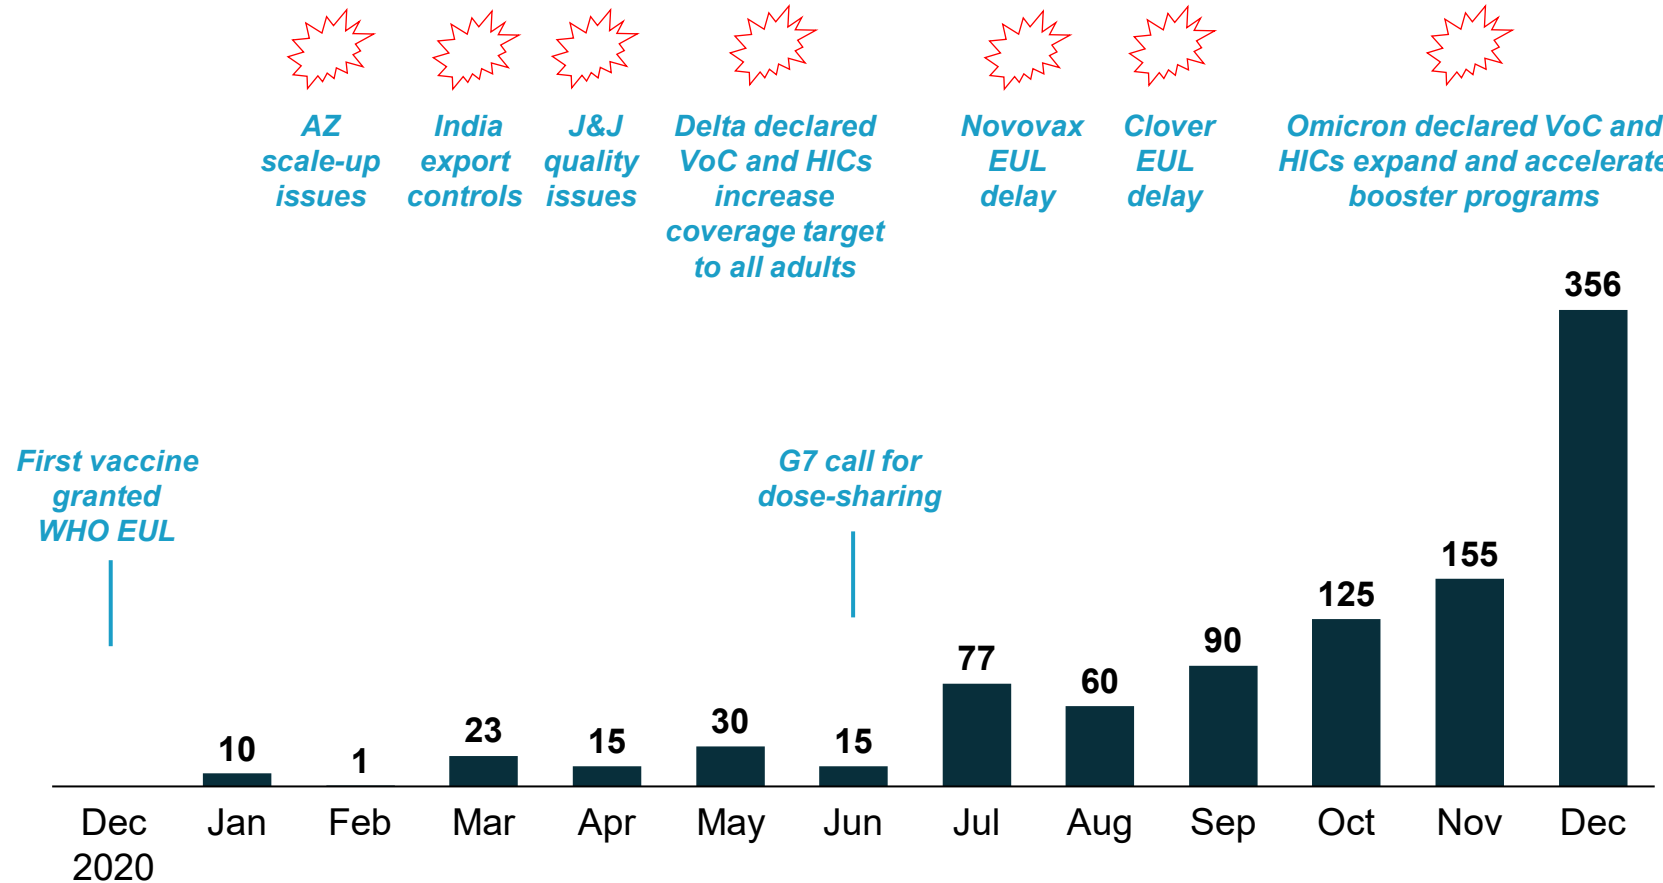 AZ
scale-up
issues
India
export
controls
J&J
quality
issues
Delta declared
VoC and HICs
increase
coverage target
to all adults
Novovax
EUL
delay
Clover
EUL
delay
Omicron declared VoC and
HICs expand and accelerate
booster programs
First vaccine
granted
WHO EUL
G7 call for
dose-sharing
10
1
23
15
30
15
77
60
90
125
155
356
Dec
2020
Jan
Feb
Mar
Apr
May
Jun
Jul
Aug
Sep
Oct
Nov
Dec